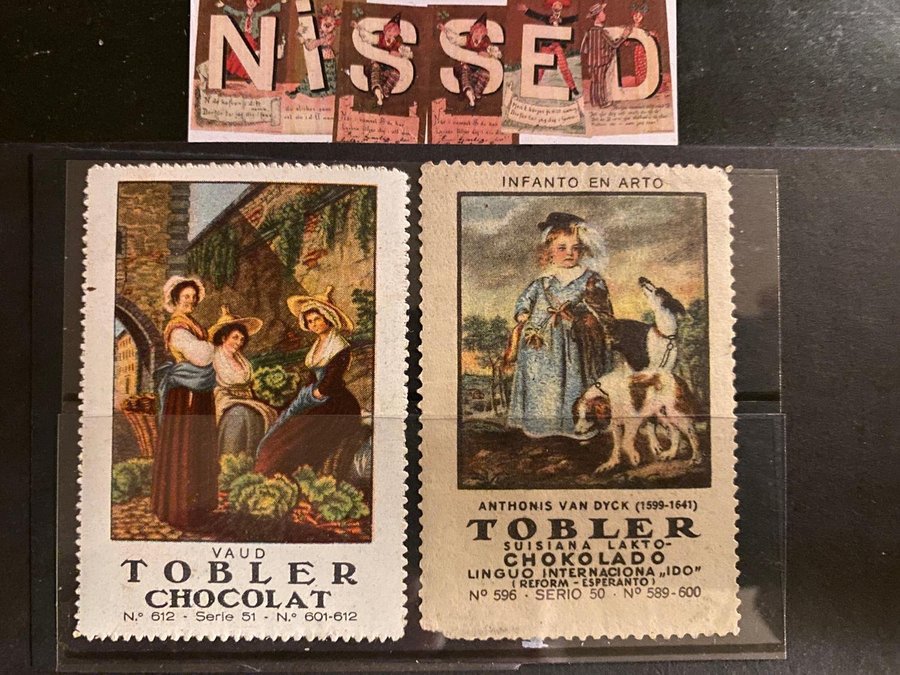 NiSSED
VAUD
TOBLER
CHOCOLAT
N.º 612 · Serie 51 · N.º 601-612
INFANTO EN ARTO
ANTHONIS VAN DYCK (1599-1641)
TOBLER
SUISIANA LAKTO-
CHOKOLADO
LINGUO INTERNACIONA „IDO"
(REFORM - ESPERANTO)
Nº 596 · SERIO 50 · Nº 589-600